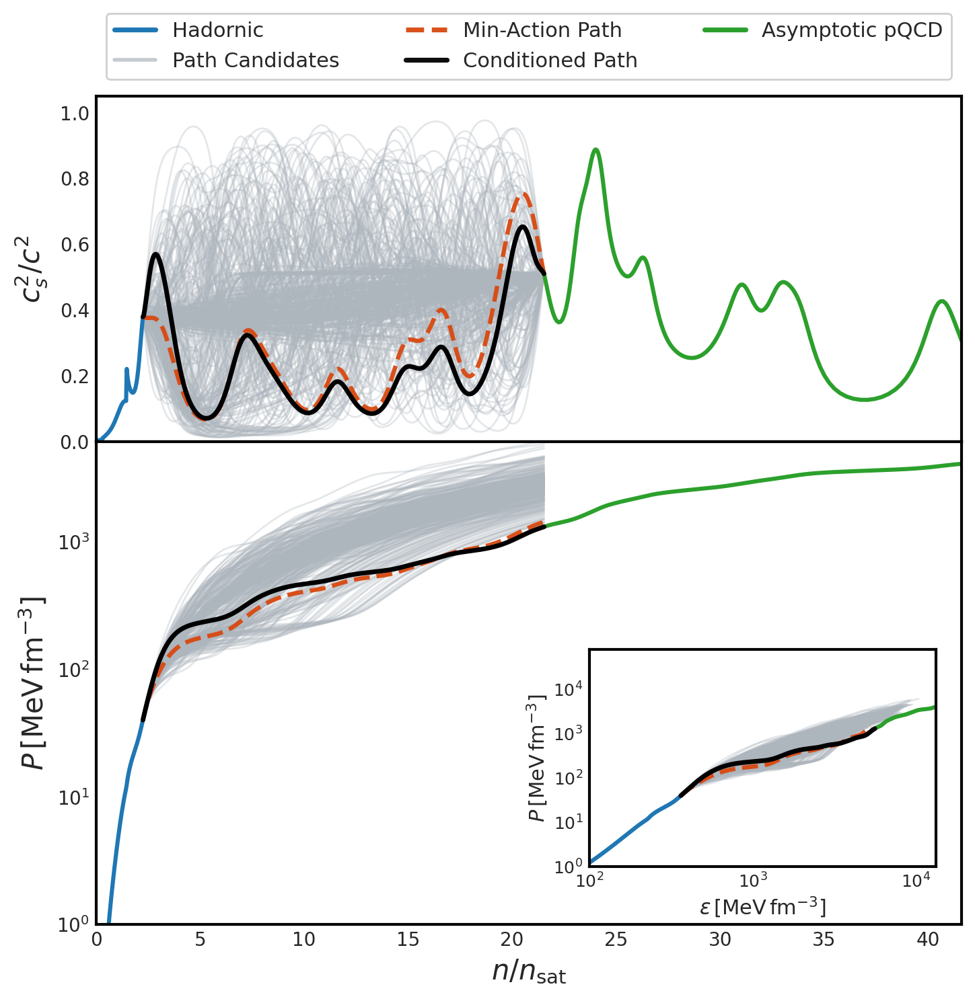 Hadornic
Min-Action Path
Asymptotic pQCD
Path Candidates
Conditioned Path
1.0
0.8
0.6
0.4
0.2
0.0
c_s^2/c^2
10^3
10^2
10^1
10^0
P [MeV fm^{-3}]
10^4
10^3
10^2
10^1
10^0
P [MeV fm^{-3}]
10^2 10^3 10^4
ε [MeV fm^{-3}]
0 5 10 15 20 25 30 35 40
n/n_{sat}